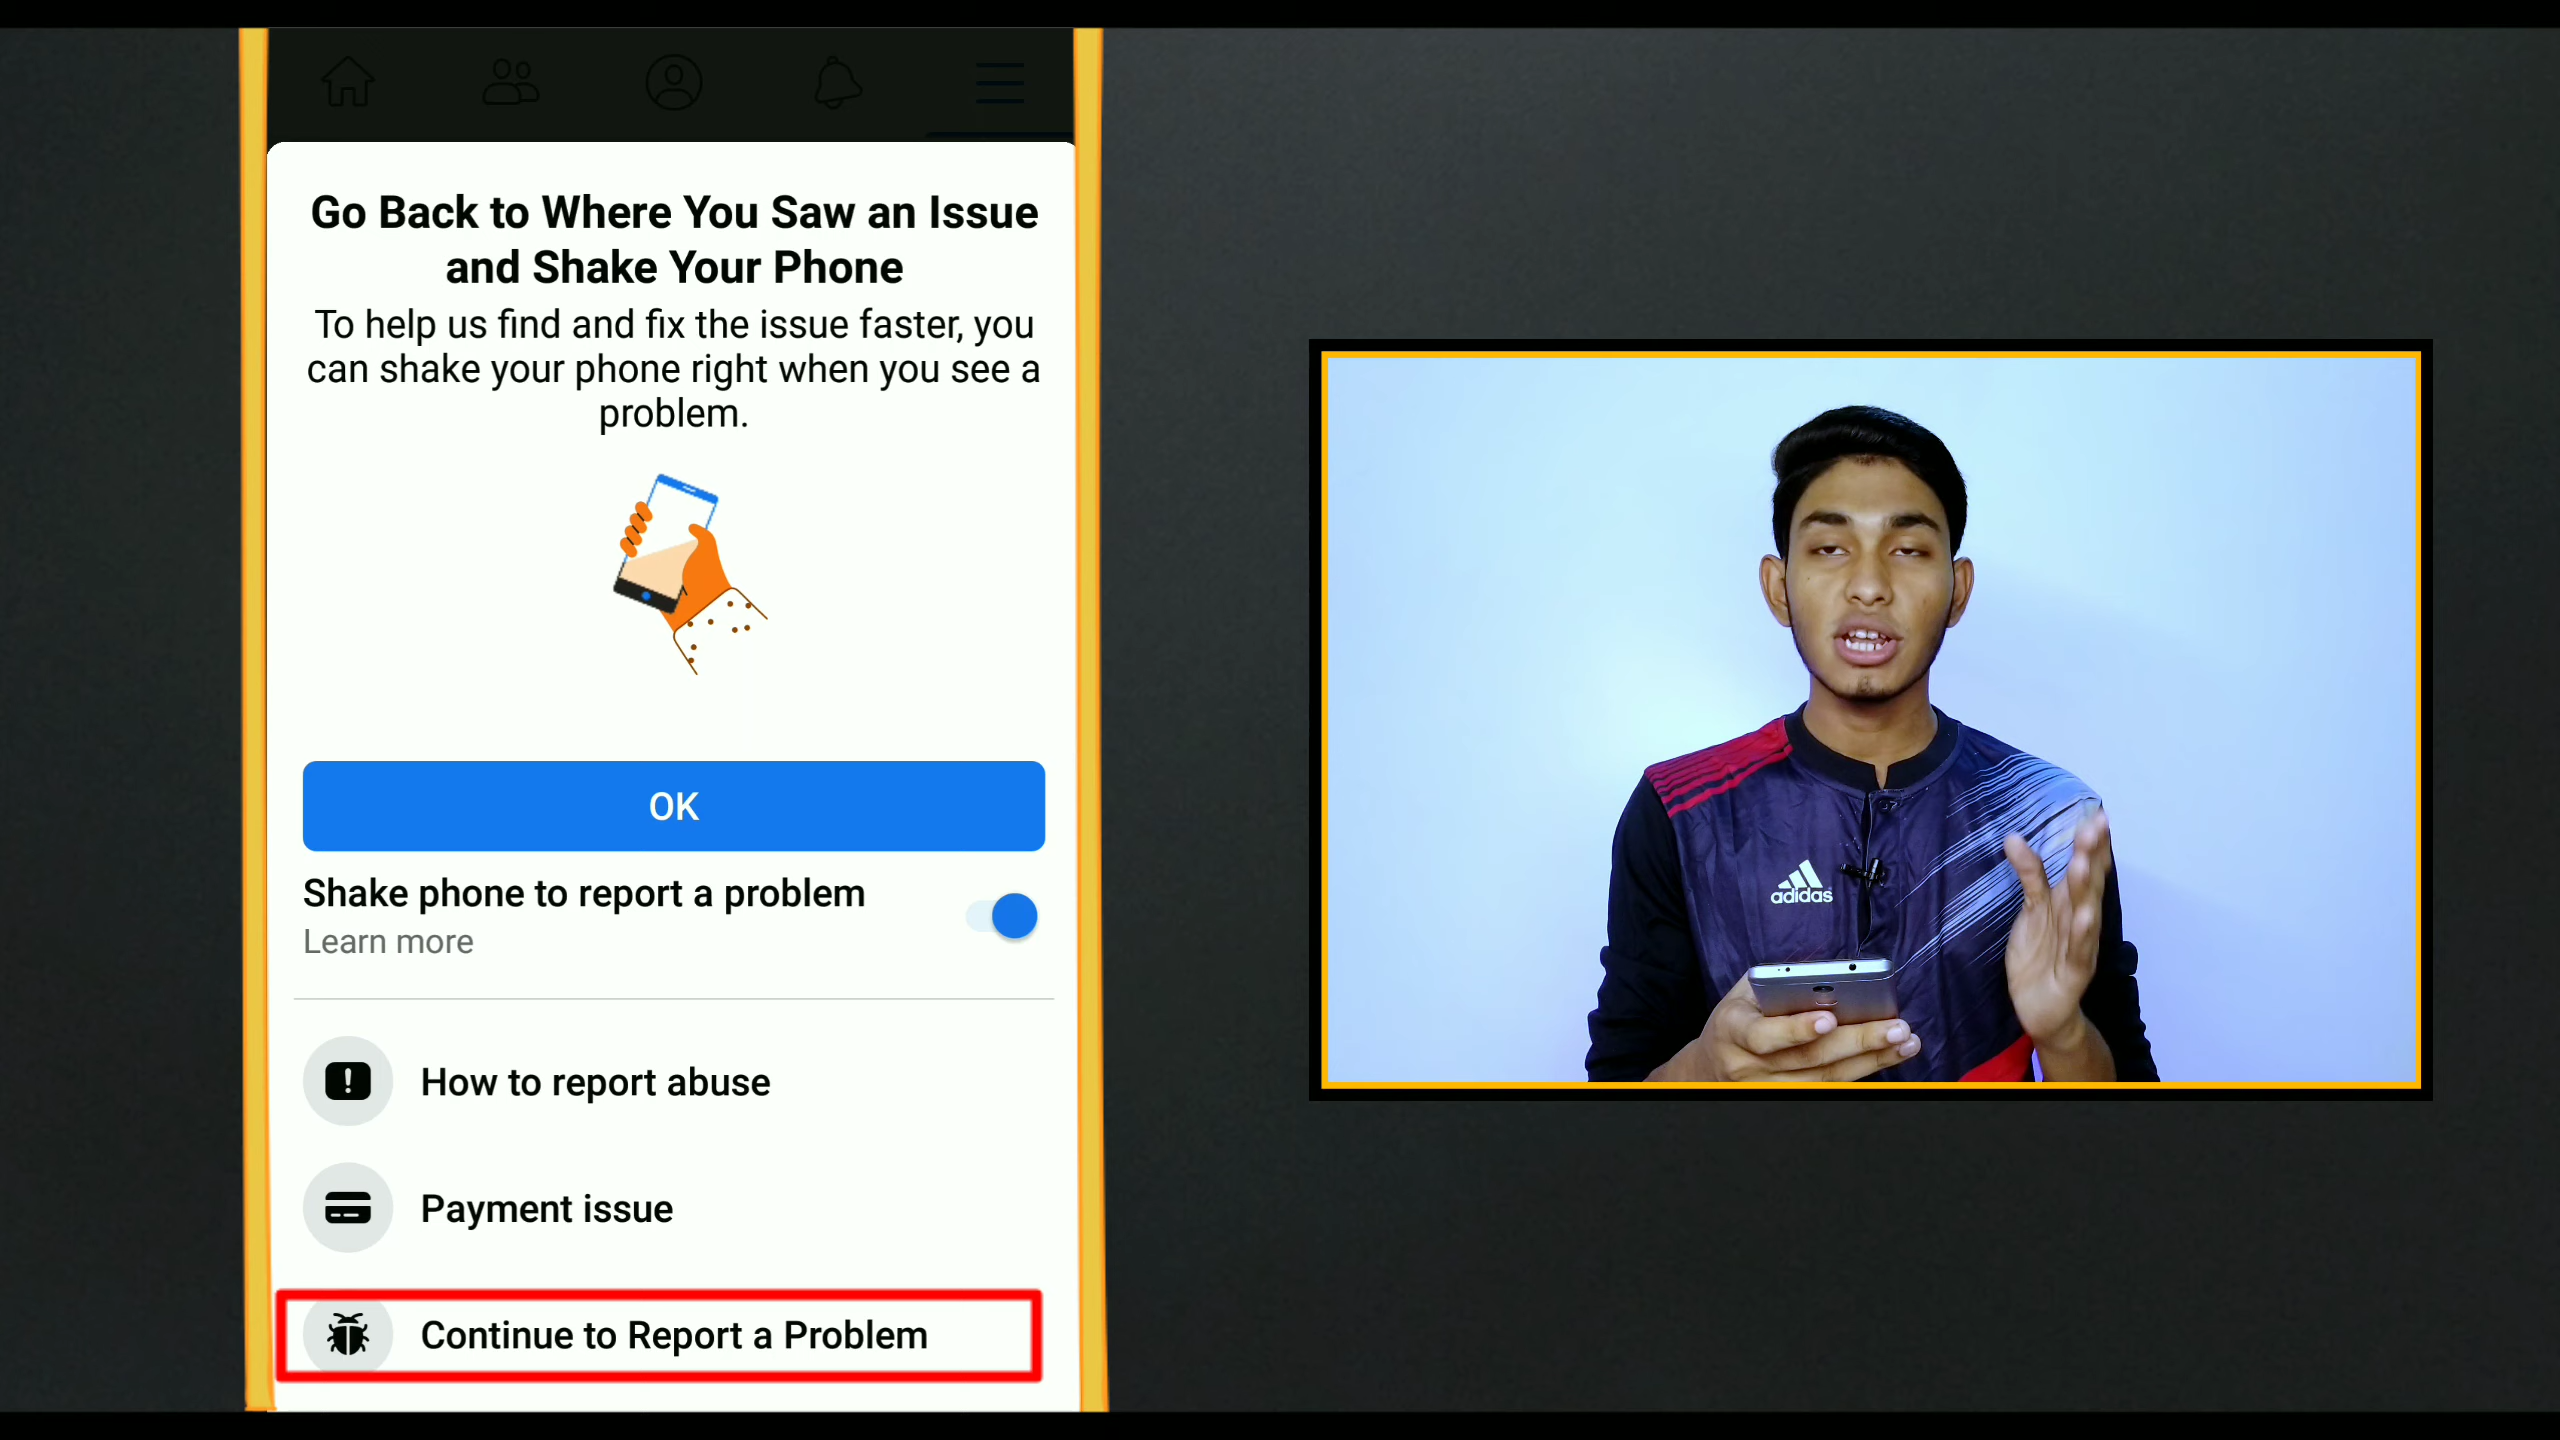 Go Back to Where You Saw an Issue
and Shake Your Phone
To help us find and fix the issue faster, you
can shake your phone right when you see a
problem.
OK
Shake phone to report a problem
Learn more
How to report abuse
Payment issue
Continue to Report a Problem
adidas